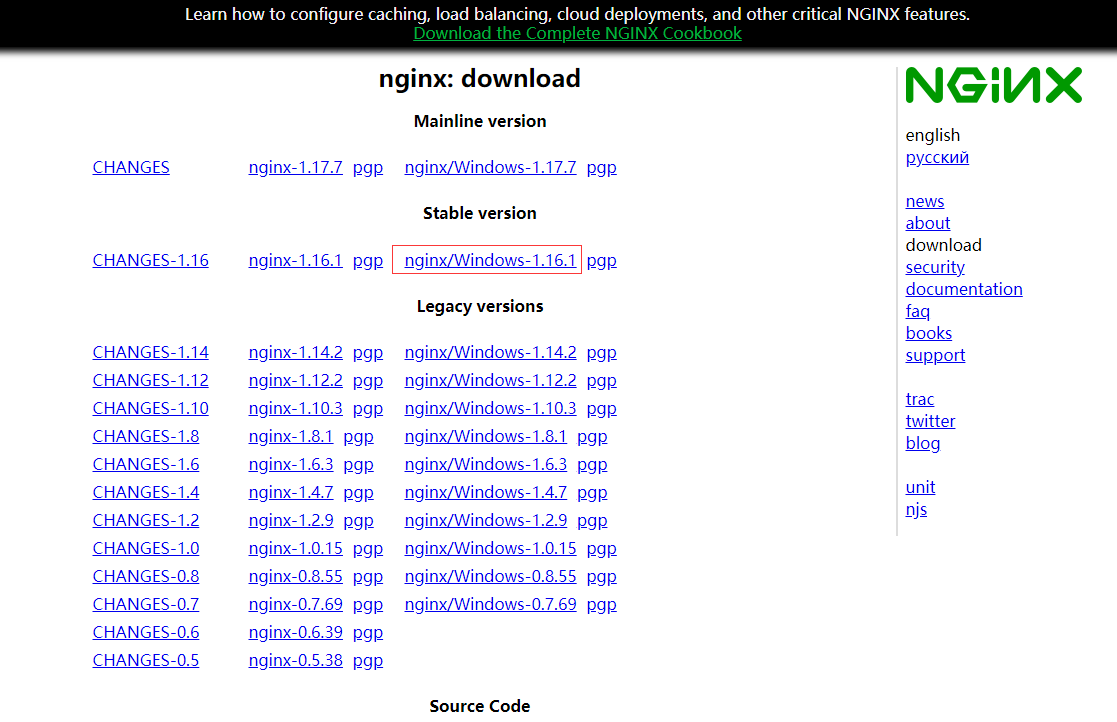 Learn how to configure caching, load balancing, cloud deployments, and other critical NGINX features.
Download the Complete NGINX Cookbook
nginx: download
Mainline version
CHANGES nginx-1.17.7 pgp nginx/Windows-1.17.7 pgp
Stable version
CHANGES-1.16 nginx-1.16.1 pgp nginx/Windows-1.16.1 pgp
Legacy versions
CHANGES-1.14 nginx-1.14.2 pgp nginx/Windows-1.14.2 pgp
CHANGES-1.12 nginx-1.12.2 pgp nginx/Windows-1.12.2 pgp
CHANGES-1.10 nginx-1.10.3 pgp nginx/Windows-1.10.3 pgp
CHANGES-1.8 nginx-1.8.1 pgp nginx/Windows-1.8.1 pgp
CHANGES-1.6 nginx-1.6.3 pgp nginx/Windows-1.6.3 pgp
CHANGES-1.4 nginx-1.4.7 pgp nginx/Windows-1.4.7 pgp
CHANGES-1.2 nginx-1.2.9 pgp nginx/Windows-1.2.9 pgp
CHANGES-1.0 nginx-1.0.15 pgp nginx/Windows-1.0.15 pgp
CHANGES-0.8 nginx-0.8.55 pgp nginx/Windows-0.8.55 pgp
CHANGES-0.7 nginx-0.7.69 pgp nginx/Windows-0.7.69 pgp
CHANGES-0.6 nginx-0.6.39 pgp
CHANGES-0.5 nginx-0.5.38 pgp
Source Code
NGiNX
english
русский
news
about
download
security
documentation
faq
books
support
trac
twitter
blog
unit
njs